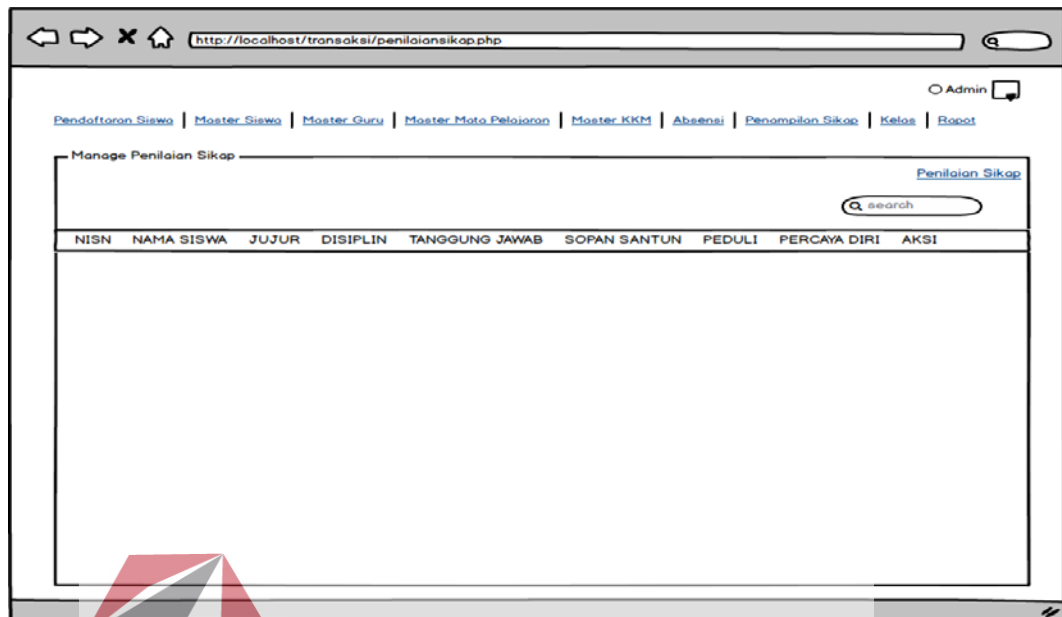 http://localhost/transaksi/penilaiansikap.php
Admin
Pendaftaran Siswa | Master Siswa | Master Guru | Master Mata Pelajaran | Master KKM | Absensi | Penampilan Sikap | Kelas | Rapot
Manage Penilaian Sikap
Penilaian Sikap
search
NISN NAMA SISWA JUJUR DISIPLIN TANGGUNG JAWAB SOPAN SANTUN PEDULI PERCAYA DIRI AKSI